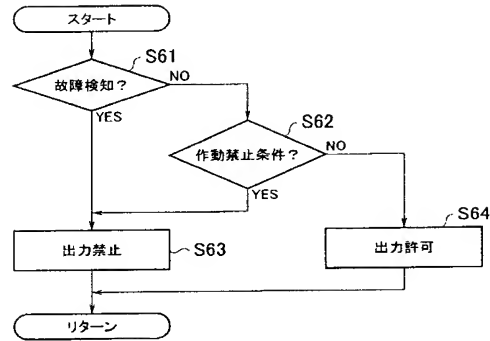 スタート
S61
故障検知?
NO
YES
S62
作動禁止条件?
NO
YES
出力禁止
S63
S64
出力許可
リターン